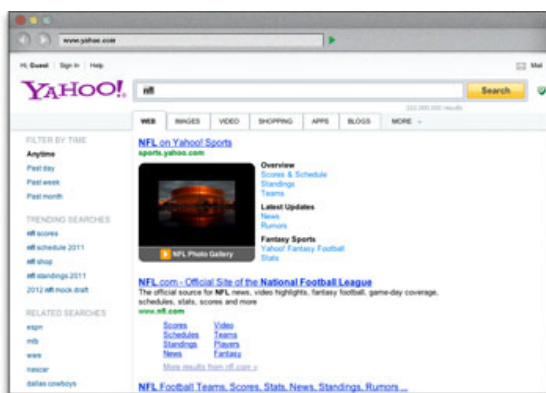 www.yahoo.com
Hi, Guest Sign In Help
Mail
YAHOO!
nfl
Search
WEB IMAGES VIDEO SHOPPING APPS BLOGS MORE
FILTER BY TIME
Anytime
Past day
Past week
Past month
TRENDING SEARCHES
nfl scores
nfl schedule 2011
nfl shop
nfl standings 2011
2012 nfl mock draft
RELATED SEARCHES
espn
mlb
wwe
nascar
dallas cowboys
NFL on Yahoo! Sports
sports.yahoo.com
NFL Photo Gallery
Overview
Scores & Schedule
Standings
Teams
Latest Updates
News
Rumors
Fantasy Sports
Yahoo! Fantasy Football
Stats
NFL.com - Official Site of the National Football League
The official source for NFL news, video highlights, fantasy football, game-day coverage,
schedules, stats, scores and more
www.nfl.com
Scores Video
Schedules Teams
Standings Players
News Fantasy
More results from nfl.com »
NFL Football Teams, Scores, Stats, News, Standings, Rumors ...